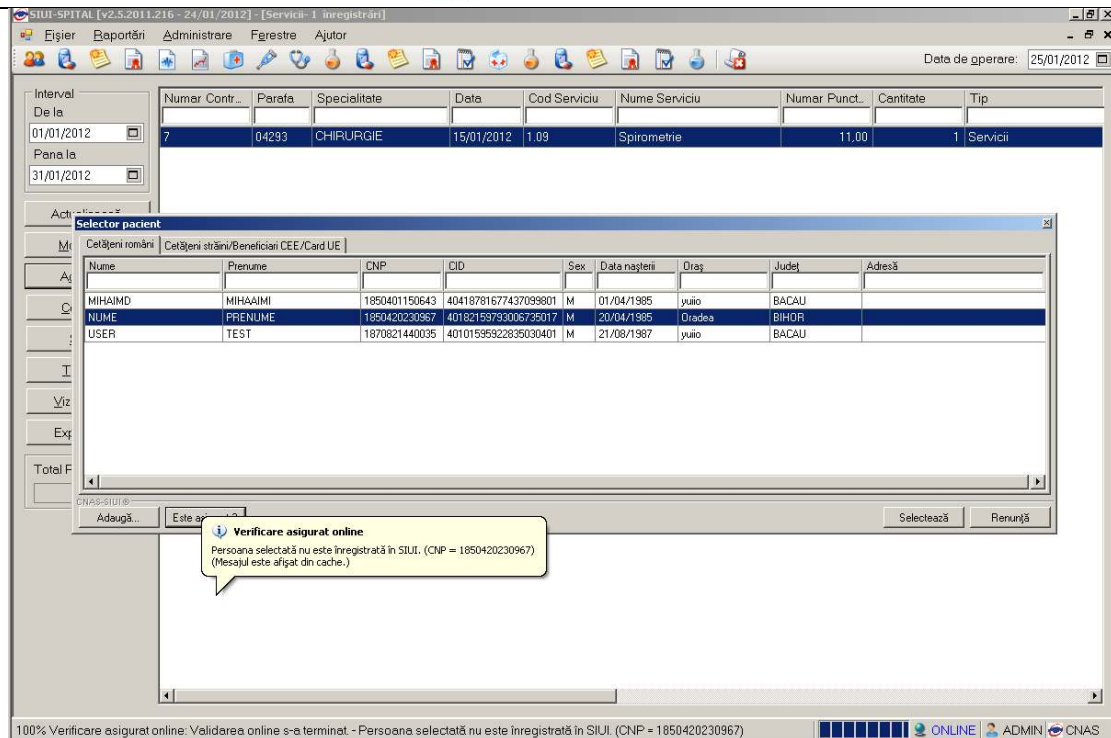 SIUI-SPITAL [v2.5.2011.216 - 24/01/2012] - [Servicii- 1 inregistrări]
Fişier Raportări Administrare Ferestre Ajutor
Data de operare: 25/01/2012
Interval
De la
01/01/2012
Pana la
31/01/2012
Numar Contr... Parafa Specialitate Data Cod Serviciu Nume Serviciu Numar Punct... Cantitate Tip
7 04293 CHIRURGIE 15/01/2012 1.09 Spirometrie 11,00 1 Servicii
Selector pacient
Cetăţeni români Cetăţeni străini/Beneficiari CEE/Card UE
Nume Prenume CNP CID Sex Data naşterii Oraş Judeţ Adresă
MIHAIMD MIHAAIMI 1850401150643 40418781677437099801 M 01/04/1985 yuiio BACAU
NUME PRENUME 1850420230967 40182159793006735017 M 20/04/1985 Oradea BIHOR
USER TEST 1870821440035 40101595922835030401 M 21/08/1987 yuiio BACAU
Viz
Exp
Total F
CNAS-SIUI ®
Adaugă... Este Selectează Renunţă
Verificare asigurat online
Persoana selectată nu este înregistrată în SIUI. (CNP = 1850420230967)
(Mesajul este afişat din cache.)
100% Verificare asigurat online: Validarea online s-a terminat. - Persoana selectată nu este înregistrată în SIUI. (CNP = 1850420230967) ONLINE ADMIN CNAS